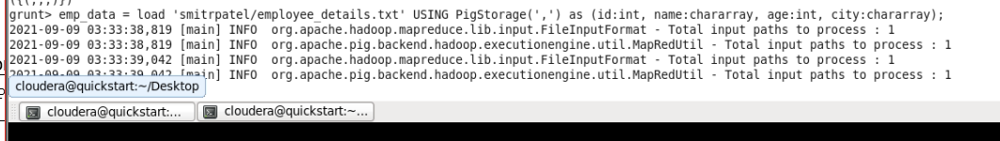 grunt> emp_data = load 'smitrpatel/employee_details.txt' USING PigStorage(',') as (id:int, name:chararray, age:int, city:chararray);
2021-09-09 03:33:38,819 [main] INFO  org.apache.hadoop.mapreduce.lib.input.FileInputFormat - Total input paths to process : 1
2021-09-09 03:33:38,819 [main] INFO  org.apache.pig.backend.hadoop.executionengine.util.MapRedUtil - Total input paths to process : 1
2021-09-09 03:33:39,042 [main] INFO  org.apache.hadoop.mapreduce.lib.input.FileInputFormat - Total input paths to process : 1
2021-09-09 03:33:39,042 [main] INFO  org.apache.pig.backend.hadoop.executionengine.util.MapRedUtil - Total input paths to process : 1
cloudera@quickstart:~/Desktop
cloudera@quickstart:...
cloudera@quickstart:~...